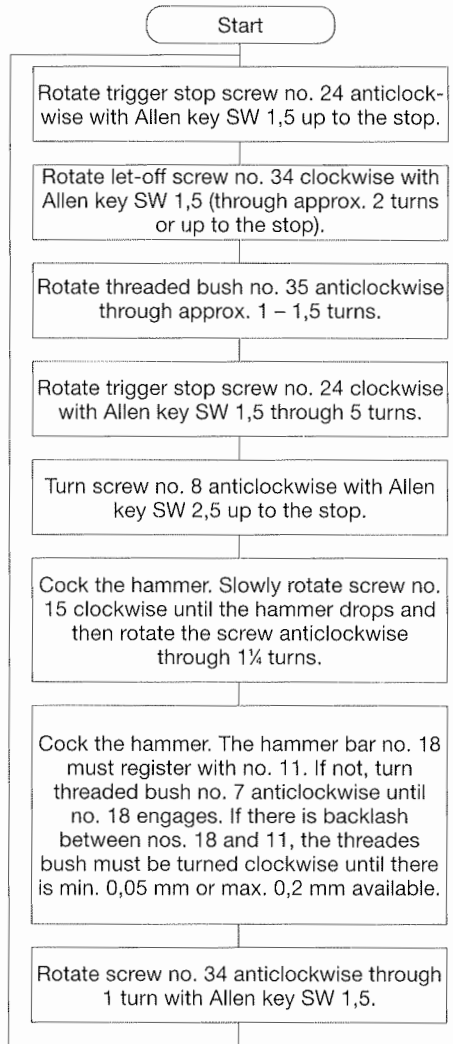 Start
Rotate trigger stop screw no. 24 anticlock-
wise with Allen key SW 1,5 up to the stop.
Rotate let-off screw no. 34 clockwise with
Allen key SW 1,5 (through approx. 2 turns
or up to the stop).
Rotate threaded bush no. 35 anticlockwise
through approx. 1 – 1,5 turns.
Rotate trigger stop screw no. 24 clockwise
with Allen key SW 1,5 through 5 turns.
Turn screw no. 8 anticlockwise with Allen
key SW 2,5 up to the stop.
Cock the hammer. Slowly rotate screw no.
15 clockwise until the hammer drops and
then rotate the screw anticlockwise
through 1¼ turns.
Cock the hammer. The hammer bar no. 18
must register with no. 11. If not, turn
threaded bush no. 7 anticlockwise until
no. 18 engages. If there is backlash
between nos. 18 and 11, the threades
bush must be turned clockwise until there
is min. 0,05 mm or max. 0,2 mm available.
Rotate screw no. 34 anticlockwise through
1 turn with Allen key SW 1,5.